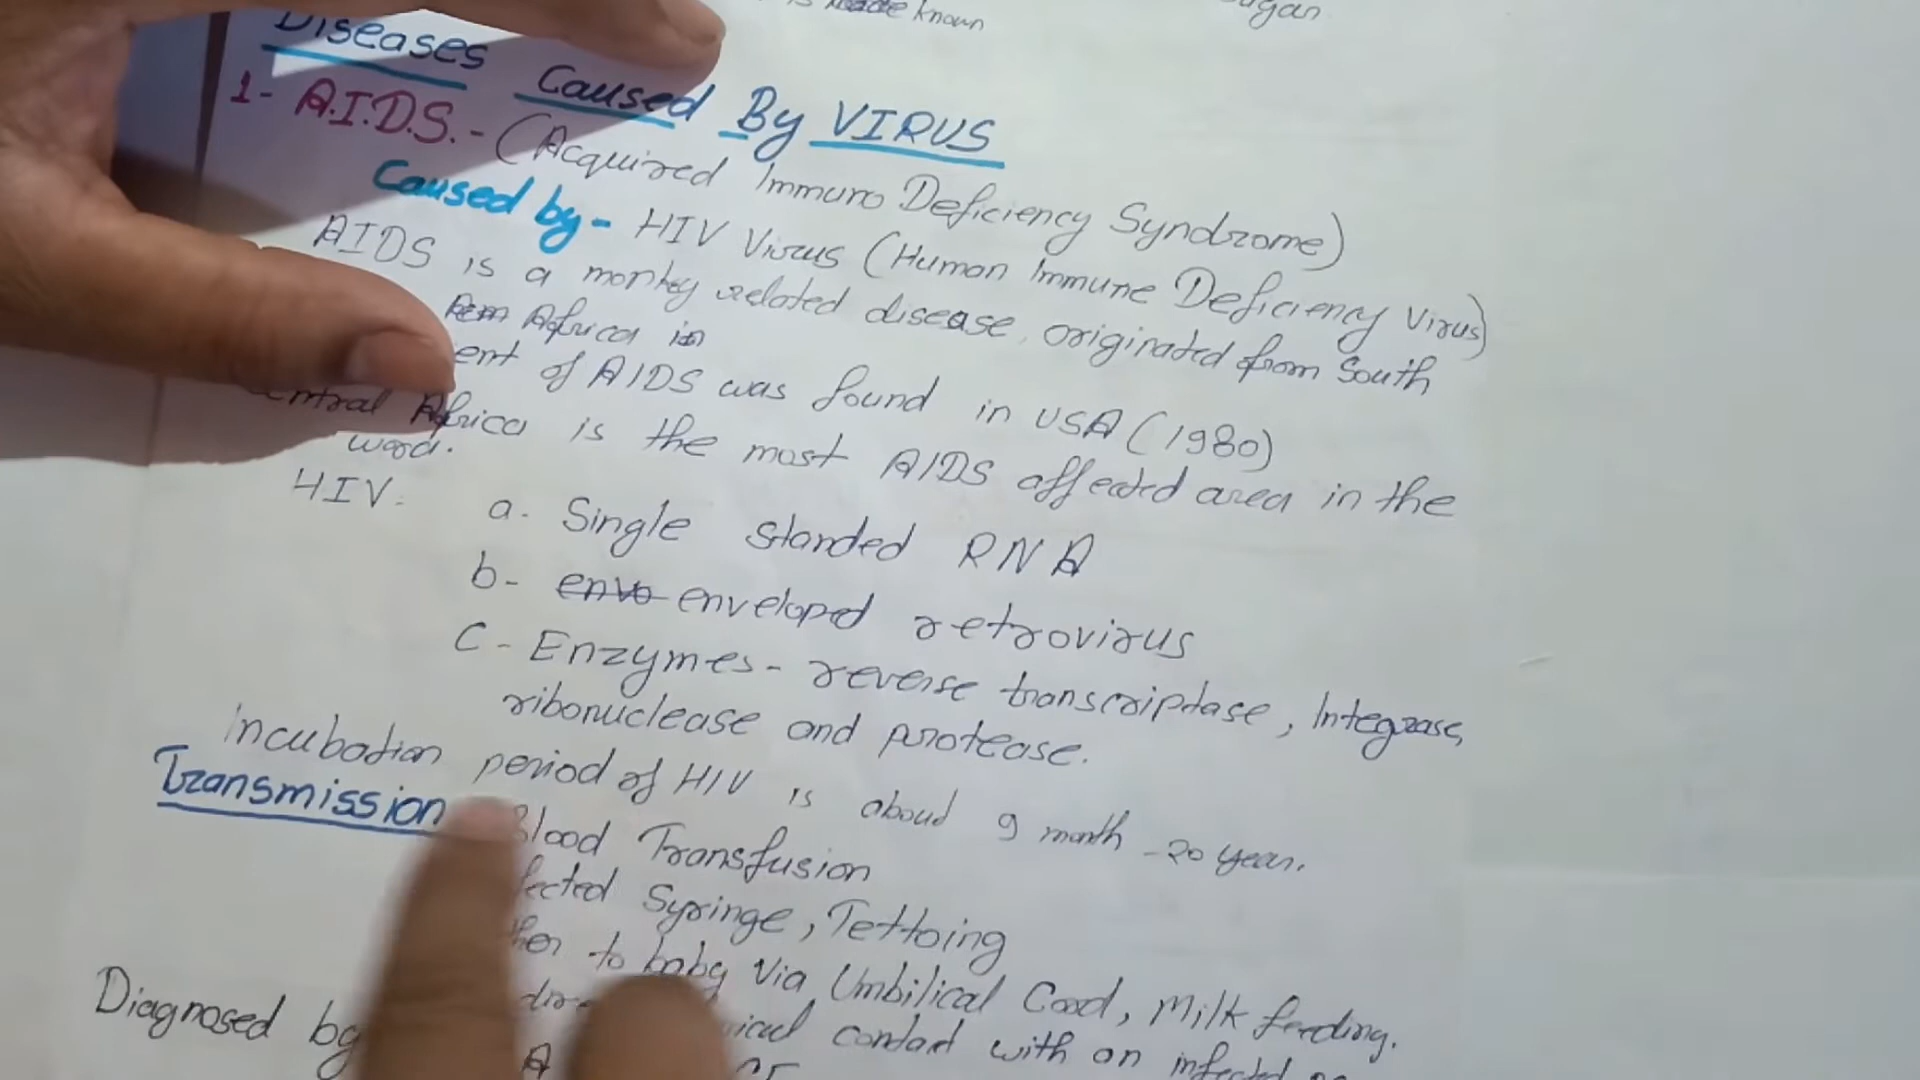 made known
Diseases Caused By VIRUS
1- A.I.D.S. - (Acquired Immuno Deficiency Syndrome)
Caused by - HIV Virus (Human Immune Deficiency Virus)
AIDS is a monkey related disease, originated from South
Africa in
of AIDS was found in USA (1980)
Africa is the most AIDS affected area in the
HIV - a - Single standed RNA
b - enveloped retrovirus
C - Enzymes - reverse transcriptase, Integrase,
ribonuclease and protease.
Incubation period of HIV is about 9 month - 20 year.
Transmission Blood Transfusion
Syringe, Tettoing
to baby Via Umbilical Cord, Milk feeding.
Diagnosed by contact with an infected